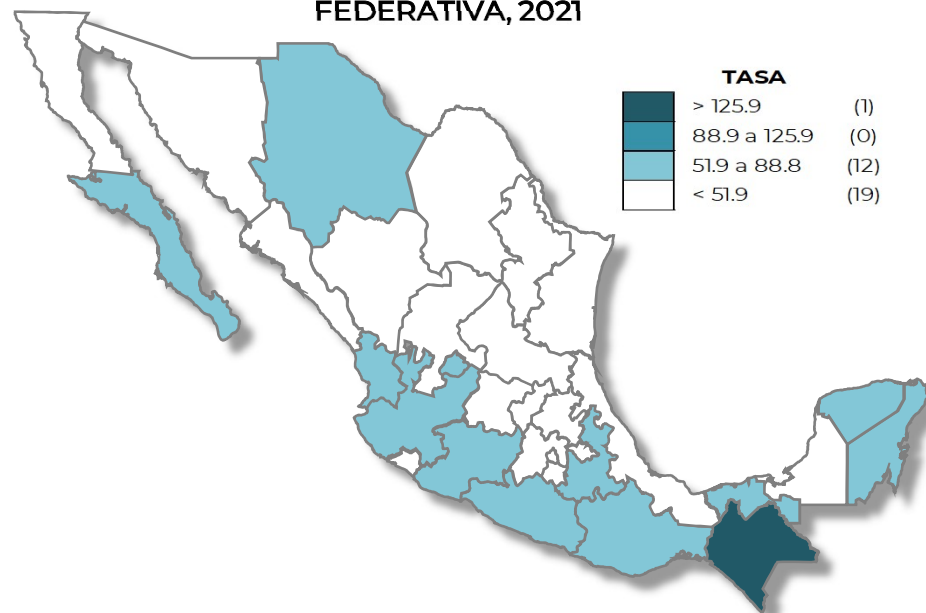 FEDERATIVA, 2021
TASA
> 125.9 (1)
88.9 a 125.9 (0)
51.9 a 88.8 (12)
< 51.9 (19)